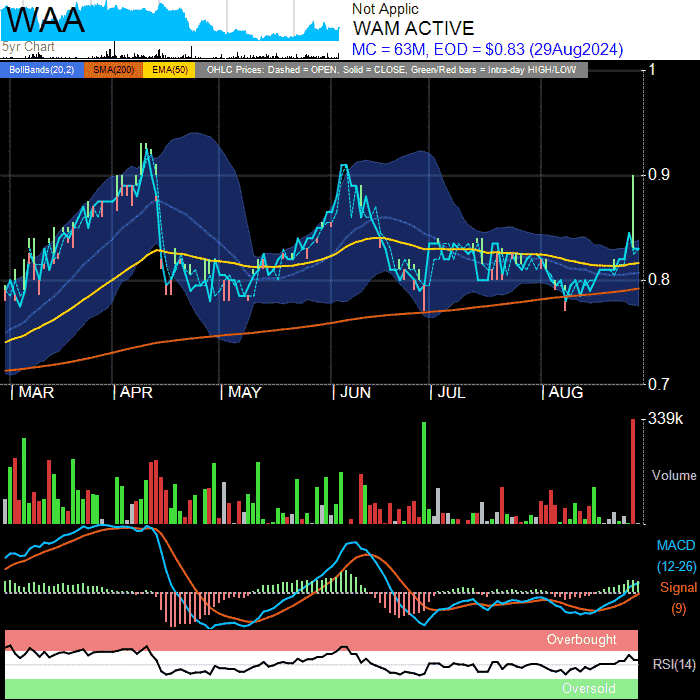 WAA
5yr Chart
Not Applic
WAM ACTIVE
MC = 63M, EOD = $0.83 (29Aug2024)
BollBands(20,2) SMA(200) EMA(50) OHLC Prices: Dashed = OPEN, Solid = CLOSE, Green/Red bars = Intra-day HIGH/LOW
1
0.9
0.8
0.7
MAR APR MAY JUN JUL AUG
339k
Volume
MACD
(12-26)
Signal
(9)
Overbought
RSI(14)
Oversold